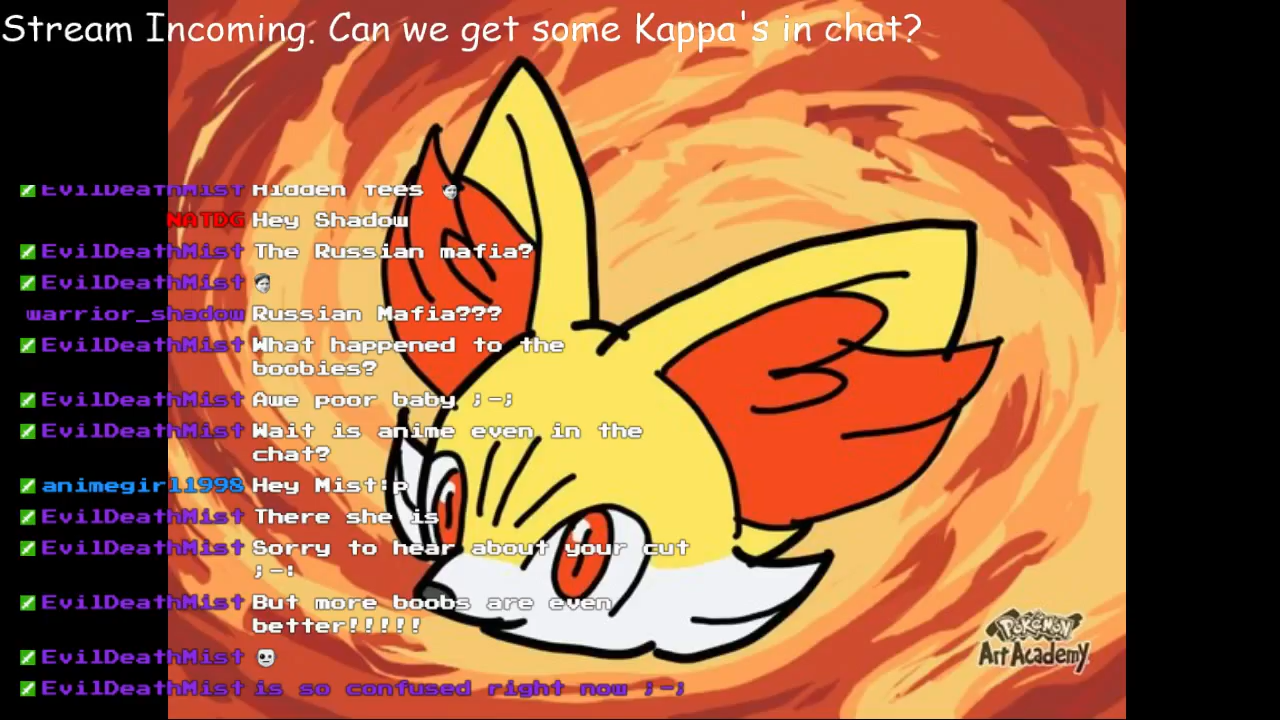 Stream Incoming. Can we get some Kappa's in chat?
EvilDeathMist Hidden Tees
NATDG Hey Shadow
EvilDeathMist The Russian mafia?
EvilDeathMist
warrior_shadow Russian Mafia???
EvilDeathMist What happened to the
boobies?
EvilDeathMist Awe poor baby ;-;
EvilDeathMist Wait is anime even in the
chat?
animegirl1998 Hey Mist:p
EvilDeathMist There she is
EvilDeathMist Sorry to hear about your cut
;-:
EvilDeathMist But more boobs are even
better!!!!!
EvilDeathMist
EvilDeathMist is so confused right now ;-;
POKéMON
Art Academy